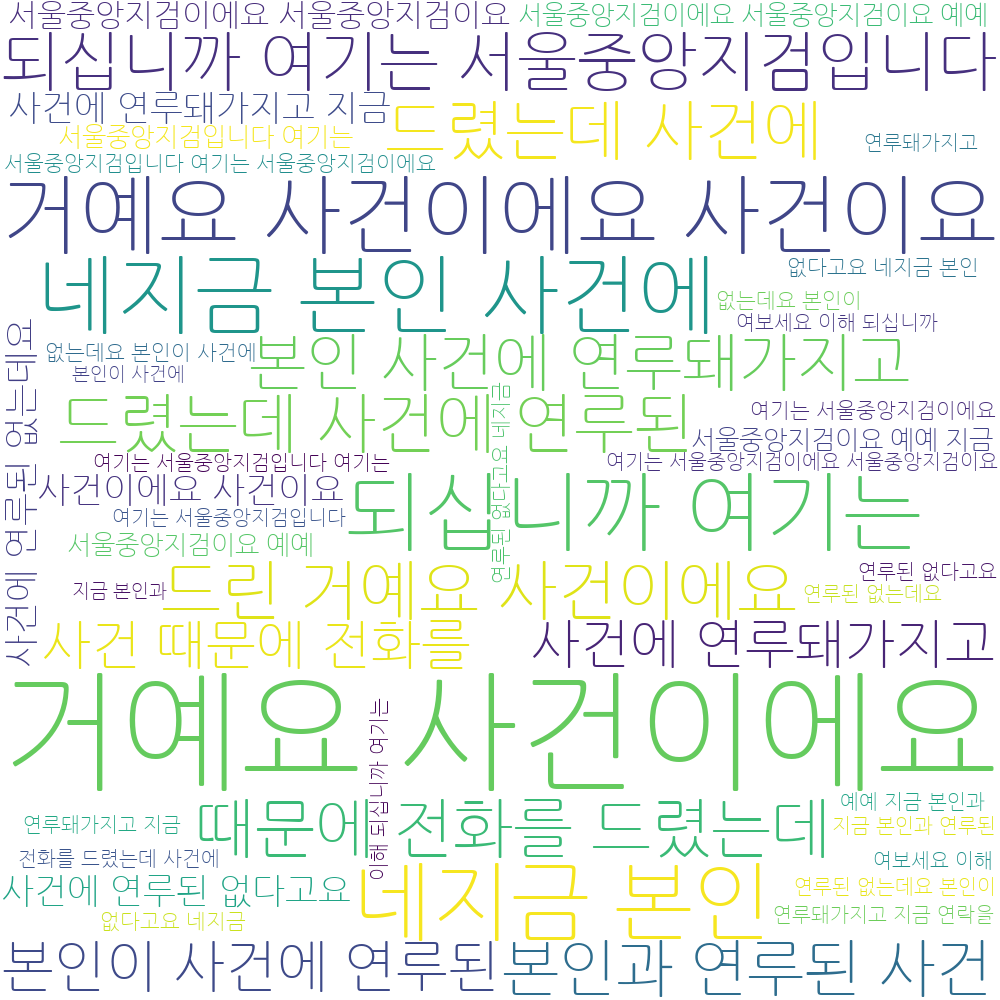 서울중앙지검이에요 서울중앙지검이요
서울중앙지검이에요 서울중앙지검이요 예예
되십니까 여기는 서울중앙지검입니다
사건에 연루돼가지고 지금
드렸는데 사건에
서울중앙지검입니다 여기는
연루돼가지고
서울중앙지검입니다 여기는 서울중앙지검이에요
거예요 사건이에요 사건이요
네지금 본인 사건에
없다고요 네지금 본인
없는데요 본인이
여보세요 이해 되십니까
없는데요 본인이 사건에
본인 사건에 연루돼가지고
본인이 사건에
드렸는데 사건에 연루된
여기는 서울중앙지검이에요
서울중앙지검이요 예예 지금
여기는 서울중앙지검입니다 여기는
여기는 서울중앙지검이에요 서울중앙지검이요
사건이에요 사건이요
되십니까 여기는
여기는 서울중앙지검입니다
서울중앙지검이요 예예
연루된 없다고요 네지금
사건에 연루된 없는데요
연루된 없다고요
지금 본인과
드린 거예요 사건이에요
연루된 없는데요
사건 때문에 전화를
사건에 연루돼가지고
거예요 사건이에요
이해 되십니까 여기는
예예 지금 본인과
연루돼가지고 지금
때문에 전화를 드렸는데
지금 본인과 연루된
전화를 드렸는데 사건에
여보세요 이해
사건에 연루된 없다고요
네지금 본인
연루된 없는데요 본인이
없다고요 네지금
연루돼가지고 지금 연락을
본인이 사건에 연루된
본인과 연루된 사건